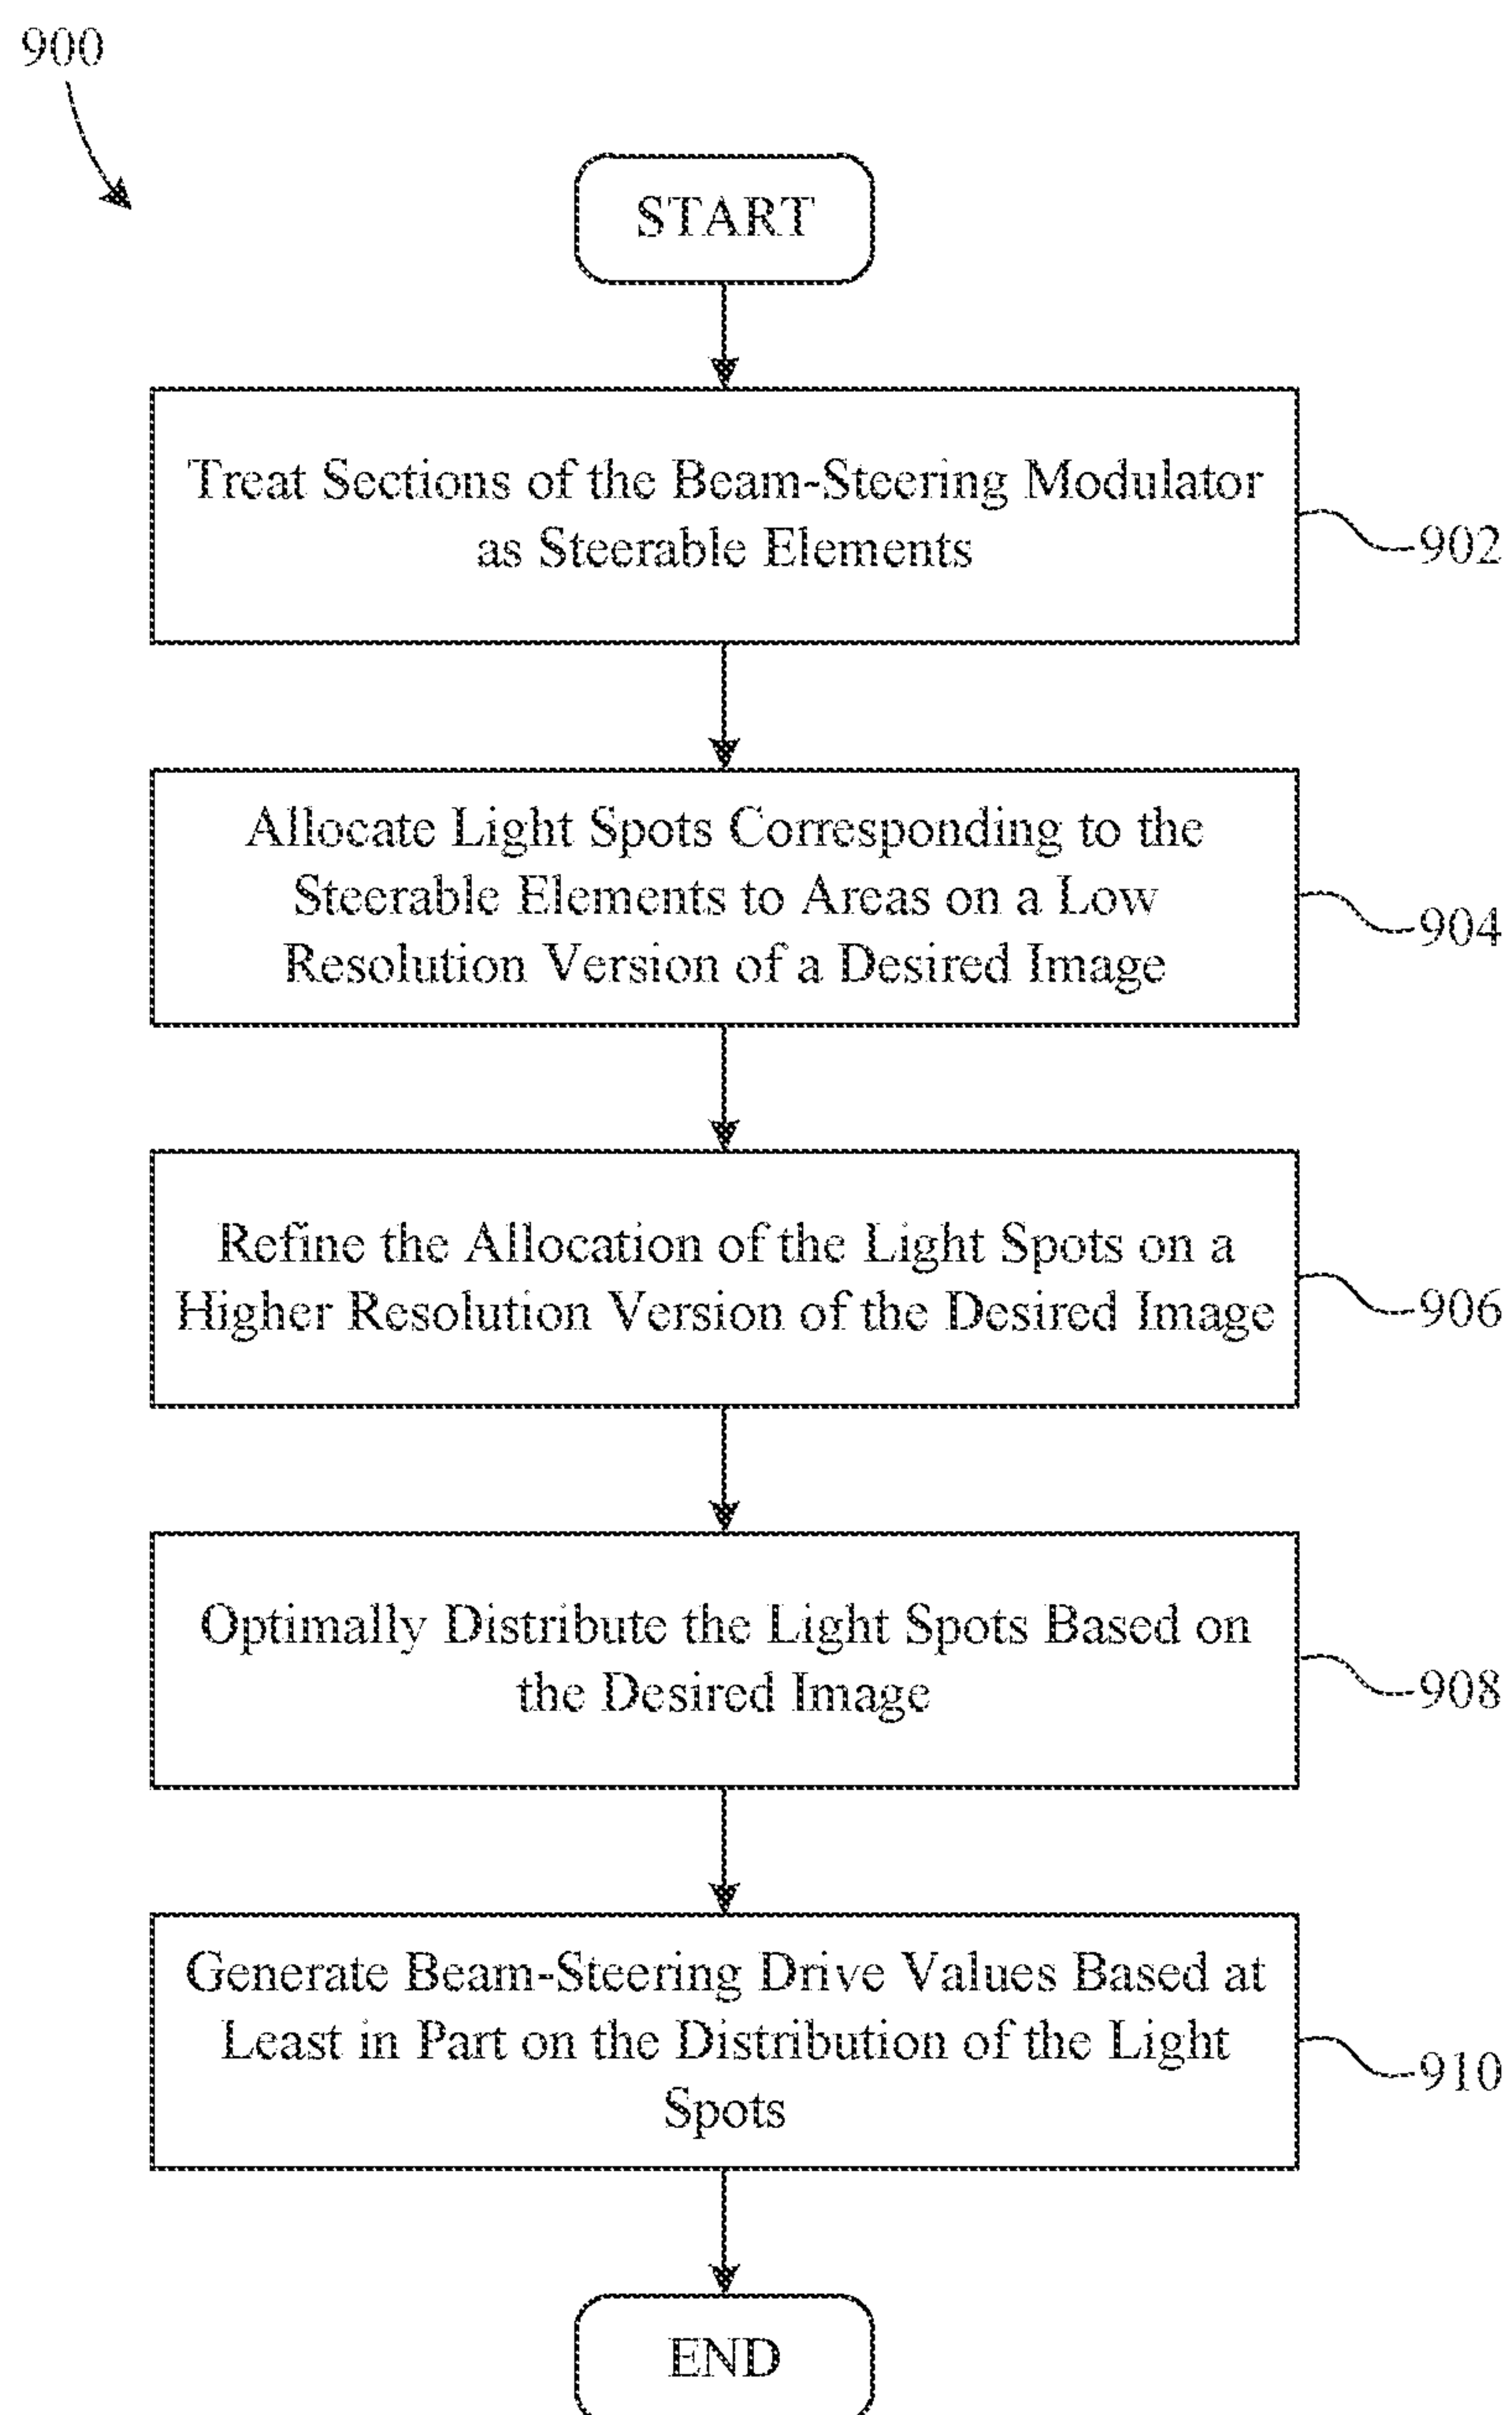 900
START
Treat Sections of the Beam-Steering Modulator
as Steerable Elements
902
Allocate Light Spots Corresponding to the
Steerable Elements to Areas on a Low
Resolution Version of a Desired Image
904
Refine the Allocation of the Light Spots on a
Higher Resolution Version of the Desired Image
906
Optimally Distribute the Light Spots Based on
the Desired Image
908
Generate Beam-Steering Drive Values Based at
Least in Part on the Distribution of the Light
Spots
910
END